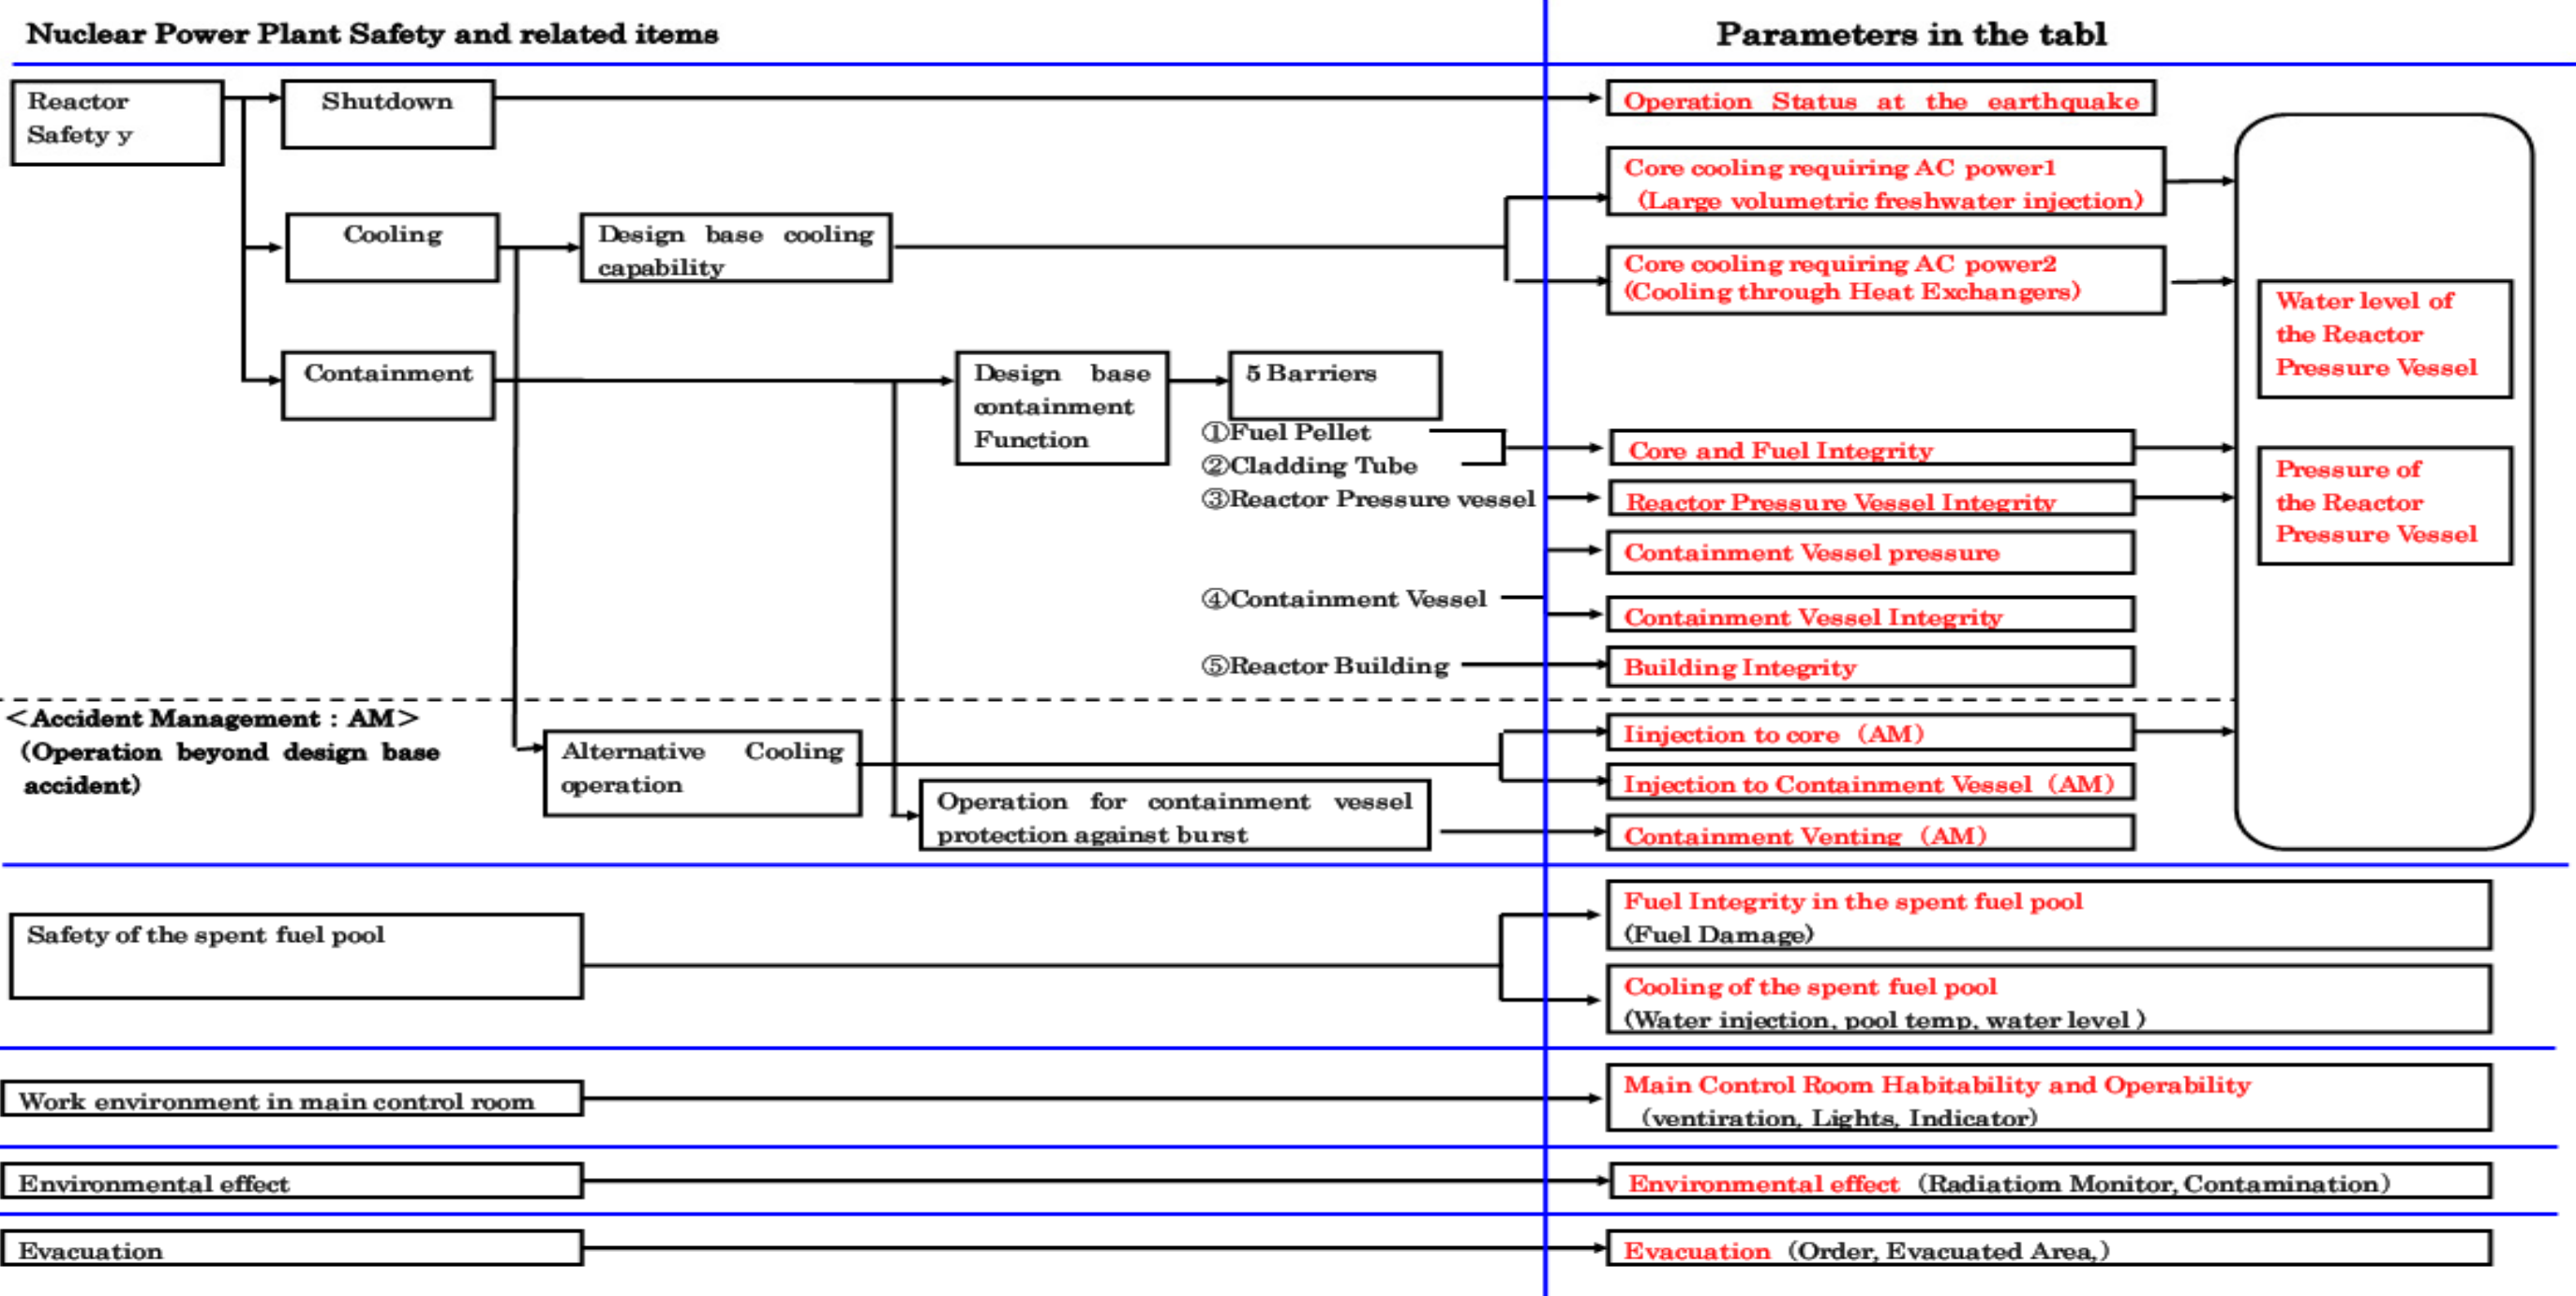 Nuclear Power Plant Safety and related items
Parameters in the tabl
Reactor
Safety y
Shutdown
Operation Status at the earthquake
Core cooling requiring AC power1
(Large volumetric freshwater injection)
Cooling
Design base cooling
capability
Core cooling requiring AC power2
(Cooling through Heat Exchangers)
Water level of
the Reactor
Pressure Vessel
Containment
Design base
containment
Function
5 Barriers
①Fuel Pellet
②Cladding Tube
③Reactor Pressure vessel
④Containment Vessel
⑤Reactor Building
Core and Fuel Integrity
Reactor Pressure Vessel Integrity
Containment Vessel pressure
Containment Vessel Integrity
Building Integrity
Pressure of
the Reactor
Pressure Vessel
<Accident Management : AM>
(Operation beyond design base
accident)
Alternative Cooling
operation
Operation for containment vessel
protection against burst
Iinjection to core (AM)
Injection to Containment Vessel (AM)
Containment Venting (AM)
Safety of the spent fuel pool
Fuel Integrity in the spent fuel pool
(Fuel Damage)
Cooling of the spent fuel pool
(Water injection, pool temp, water level )
Work environment in main control room
Main Control Room Habitability and Operability
(ventiration, Lights, Indicator)
Environmental effect
Environmental effect (Radiatiom Monitor, Contamination)
Evacuation
Evacuation (Order, Evacuated Area,)